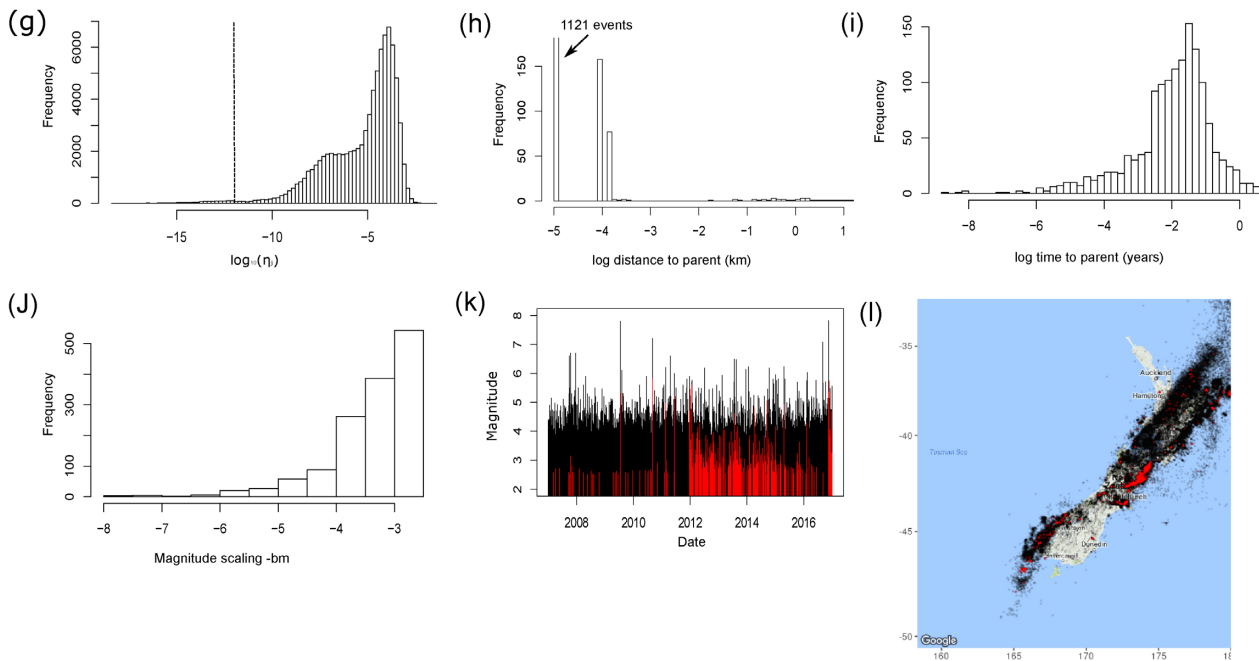 (g)
Frequency
6000
4000
2000
0
−15
−10
−5
log₁₀(η
(h)
1121 events
Frequency
150
100
50
0
−5
−4
−3
−2
−1
0
1
log distance to parent (km)
(i)
Frequency
150
100
50
0
−8
−6
−4
−2
0
log time to parent (years)
(J)
Frequency
500
300
100
0
−8
−7
−6
−5
−4
−3
Magnitude scaling -bm
(k)
Magnitude
8
7
6
5
4
3
2
2008
2010
2012
2014
2016
Date
(l)
-35
-40
-45
-50
Auckland
Tasman Sea
Dunedin
Google
160
165
170
175